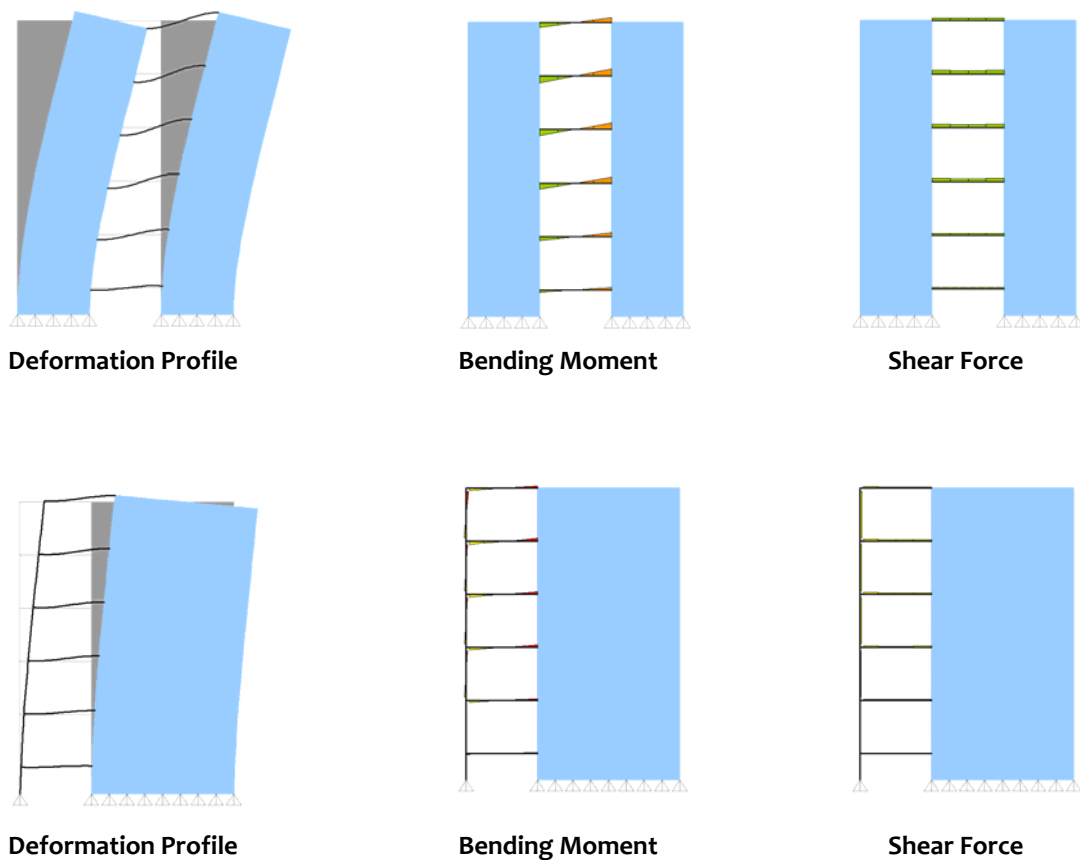 Deformation Profile
Bending Moment
Shear Force
Deformation Profile
Bending Moment
Shear Force